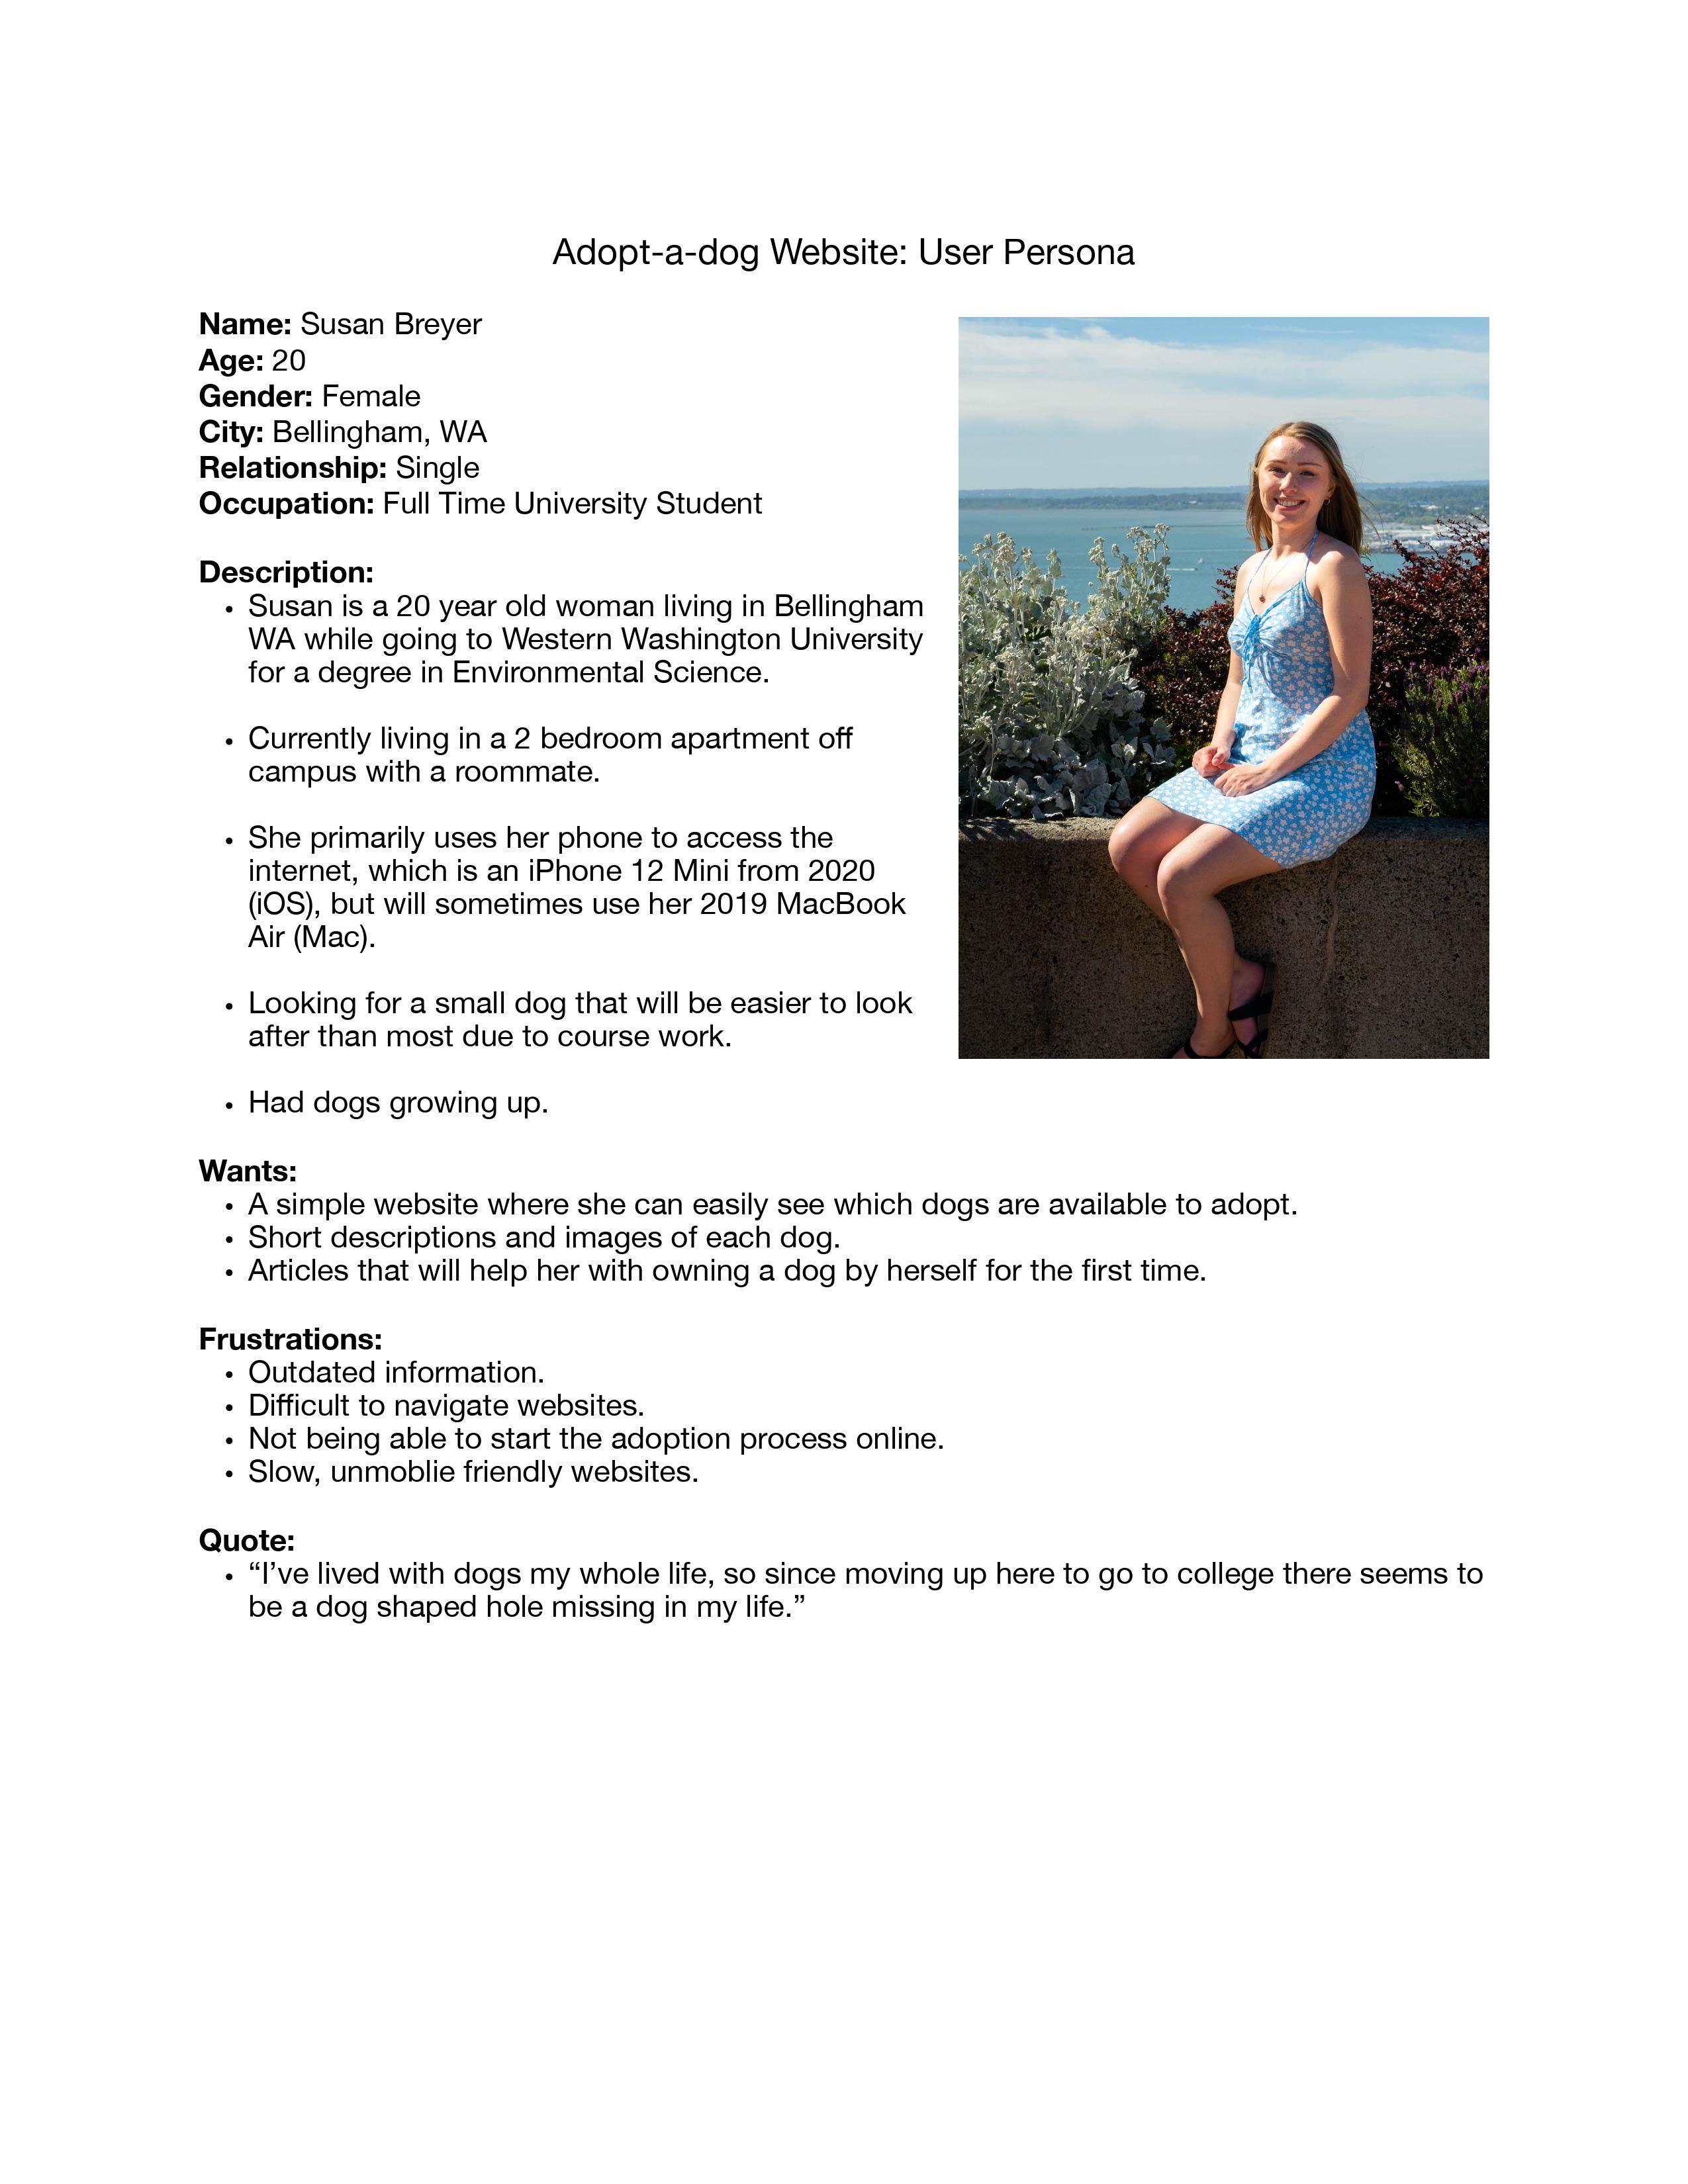 Adopt-a-dog Website: User Persona
Name: Susan Breyer
Age: 20
Gender: Female
City: Bellingham, WA
Relationship: Single
Occupation: Full Time University Student
Description:
• Susan is a 20 year old woman living in Bellingham
WA while going to Western Washington University
for a degree in Environmental Science.
• Currently living in a 2 bedroom apartment off
campus with a roommate.
• She primarily uses her phone to access the
internet, which is an iPhone 12 Mini from 2020
(iOS), but will sometimes use her 2019 MacBook
Air (Mac).
• Looking for a small dog that will be easier to look
after than most due to course work.
• Had dogs growing up.
Wants:
• A simple website where she can easily see which dogs are available to adopt.
• Short descriptions and images of each dog.
• Articles that will help her with owning a dog by herself for the first time.
Frustrations:
• Outdated information.
• Difficult to navigate websites.
• Not being able to start the adoption process online.
• Slow, unmoblie friendly websites.
Quote:
• “I’ve lived with dogs my whole life, so since moving up here to go to college there seems to
be a dog shaped hole missing in my life.”